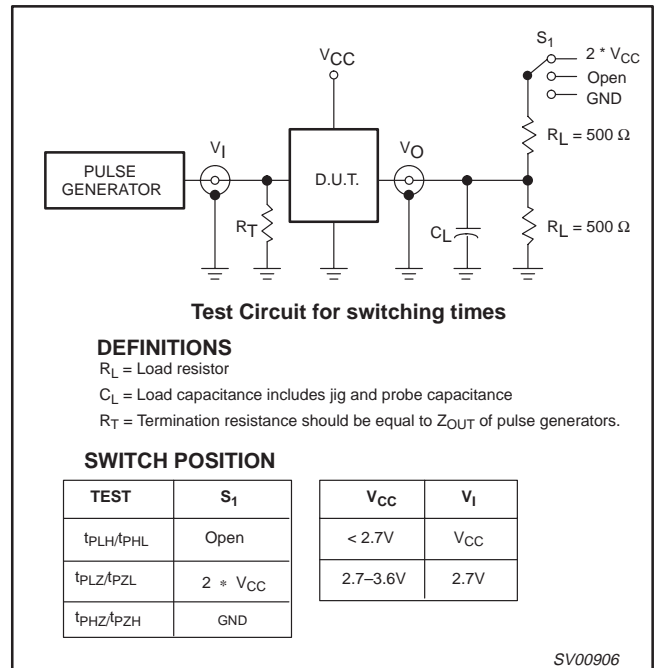 S1
2 * VCC
Open
GND
VCC
RL = 500 Ω
VI
VO
PULSE
GENERATOR
D.U.T.
RT
CL
RL = 500 Ω
Test Circuit for switching times
DEFINITIONS
RL = Load resistor
CL = Load capacitance includes jig and probe capacitance
RT = Termination resistance should be equal to ZOUT of pulse generators.
SWITCH POSITION
TEST S1
tPLH/tPHL Open
tPLZ/tPZL 2 * VCC
tPHZ/tPZH GND
VCC VI
< 2.7V VCC
2.7–3.6V 2.7V
SV00906